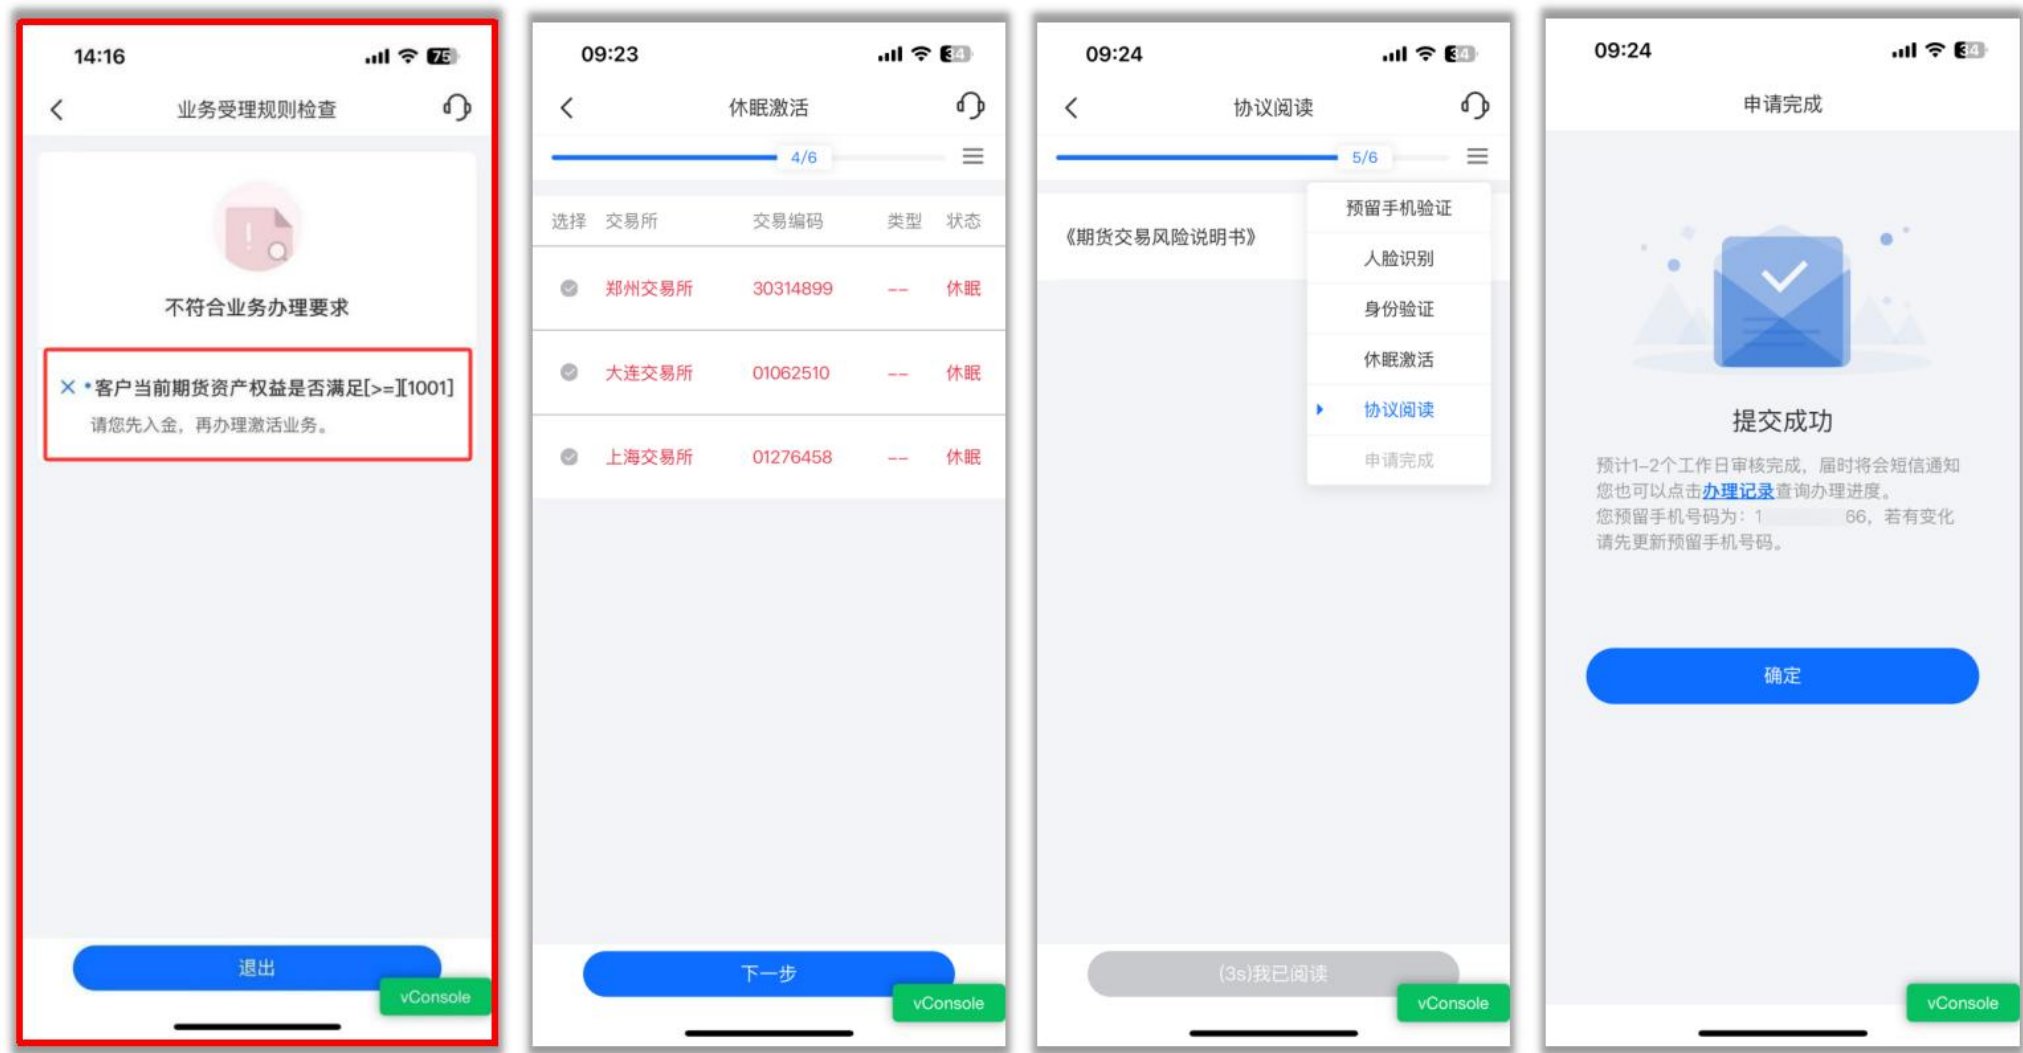 14:16
75
业务受理规则检查
不符合业务办理要求
客户当前期货资产权益是否满足[>=][1001]
请您先入金，再办理激活业务。
退出
vConsole
09:23
34
休眠激活
4/6
选择 交易所 交易编码 类型 状态
郑州交易所 30314899 -- 休眠
大连交易所 01062510 -- 休眠
上海交易所 01276458 -- 休眠
下一步
vConsole
09:24
34
协议阅读
5/6
《期货交易风险说明书》
预留手机验证
人脸识别
身份验证
休眠激活
协议阅读
申请完成
(3s)我已阅读
vConsole
09:24
34
申请完成
提交成功
预计1-2个工作日审核完成，届时将会短信通知
您也可以点击办理记录查询办理进度。
您预留手机号码为：1 66，若有变化
请先更新预留手机号码。
确定
vConsole